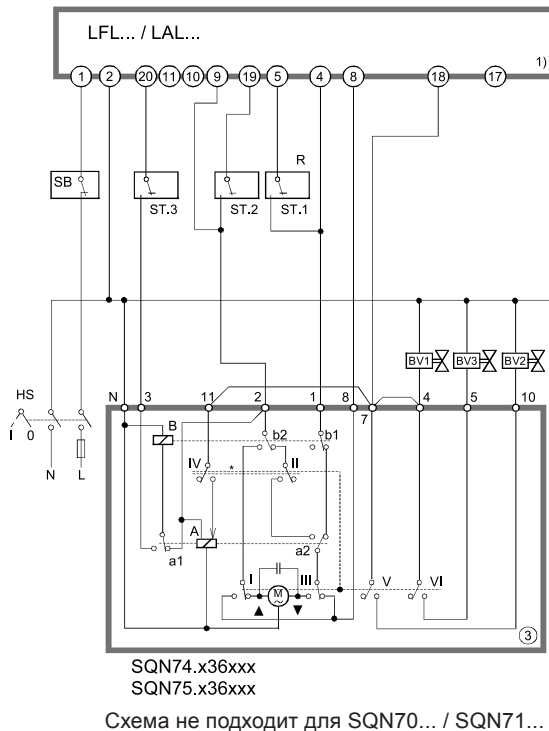 LFL... / LAL...
1)
1 2 20 11 10 9 19 5 4 8 18 17
SB
R
ST.3 ST.2 ST.1
BV1 BV3 BV2
HS
I 0
N L
N 3 11 2 1 8 7 4 5 10
B b2 b1
IV * II
A
a1 a2
I III V VI
M
~
3
SQN74.x36xxx
SQN75.x36xxx
Схема не подходит для SQN70... / SQN71...